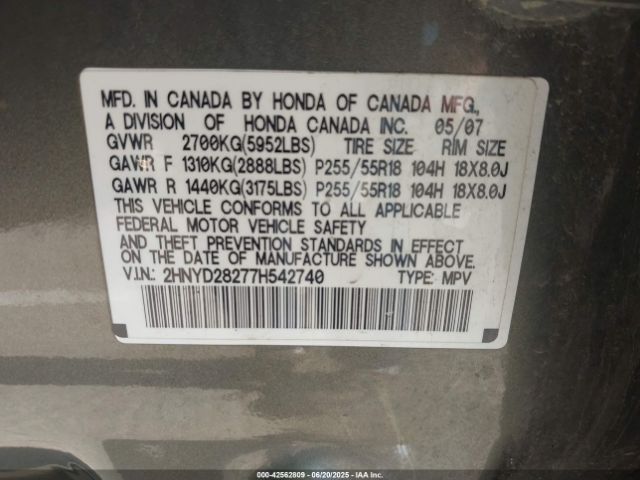 MFD. IN CANADA BY HONDA OF CANADA MFG.,
A DIVISION OF HONDA CANADA INC. 05/07
GVWR 2700KG(5952LBS) TIRE SIZE RIM SIZE
GAWR F 1310KG(2888LBS) P255/55R18 104H 18X8.0J
GAWR R 1440KG(3175LBS) P255/55R18 104H 18X8.0J
THIS VEHICLE CONFORMS TO ALL APPLICABLE
FEDERAL MOTOR VEHICLE SAFETY
AND THEFT PREVENTION STANDARDS IN EFFECT
ON THE DATE OF MANUFACTURE SHOWN ABOVE.
V.I.N.: 2HNYD28277H542740 TYPE: MPV
000-42562809 06/20/2025 IAAI.COM